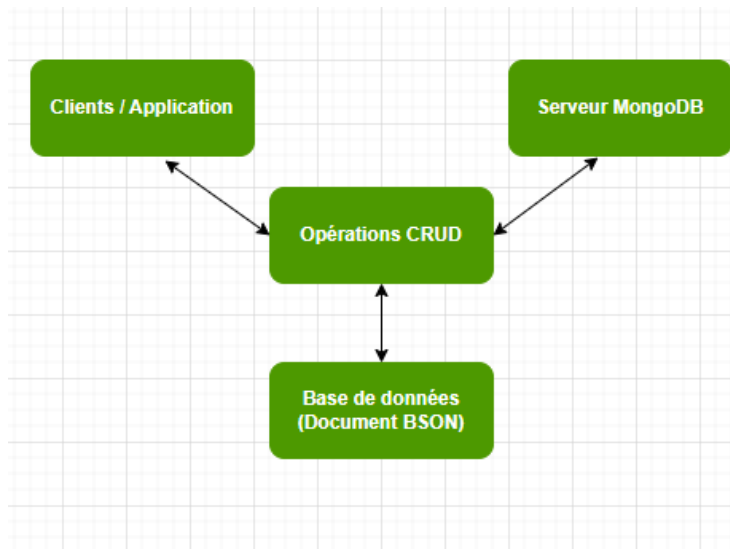 Clients / Application
Serveur MongoDB
Opérations CRUD
Base de données
(Document BSON)